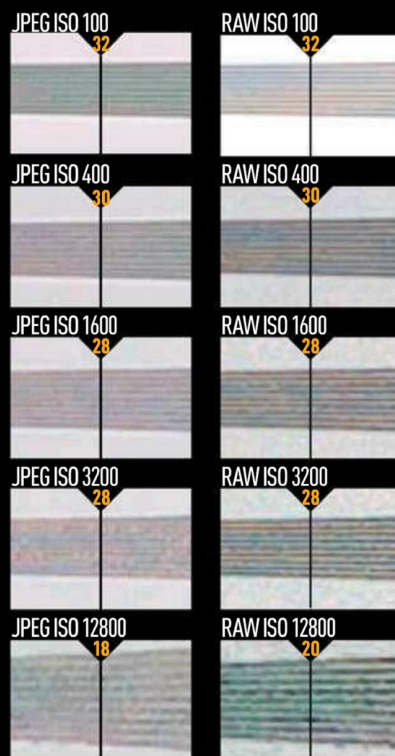 JPEG ISO 100
32
RAW ISO 100
32
JPEG ISO 400
30
RAW ISO 400
30
JPEG ISO 1600
28
RAW ISO 1600
28
JPEG ISO 3200
28
RAW ISO 3200
28
JPEG ISO 12800
18
RAW ISO 12800
20